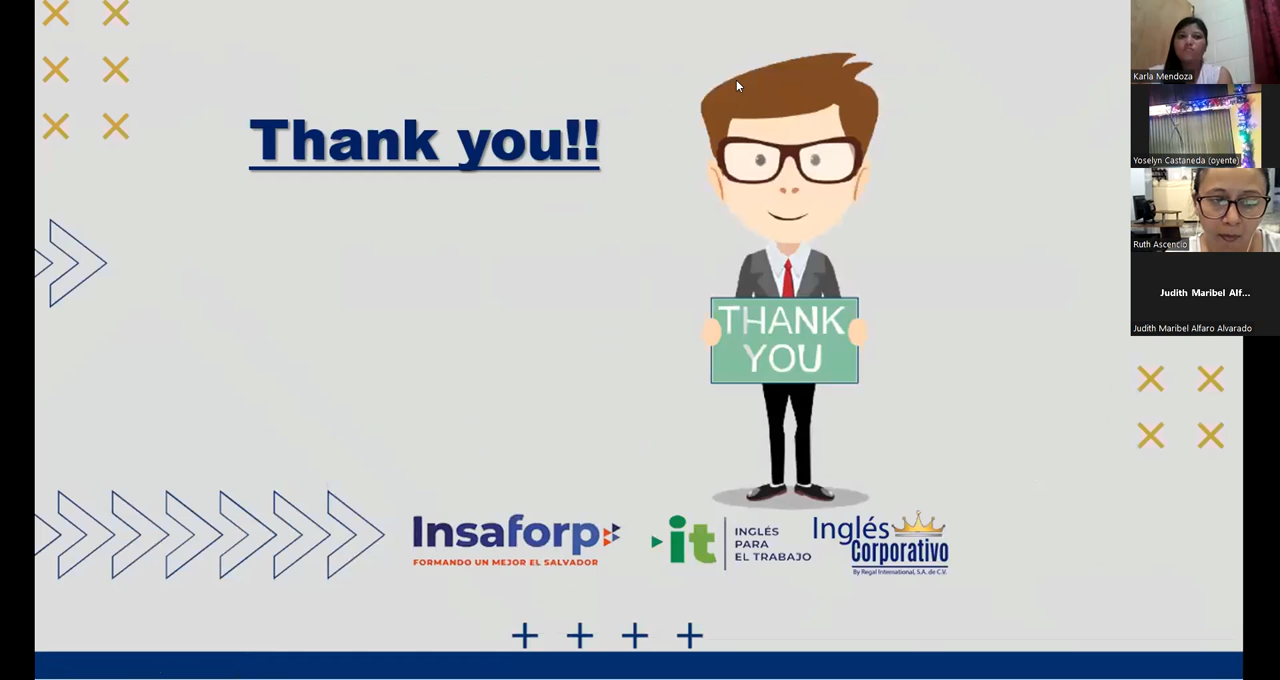 Thank you!!
THANK
YOU
Insaforp
FORMANDO UN MEJOR EL SALVADOR
it
INGLÉS
PARA
EL TRABAJO
Inglés
Corporativo
By Regal International, S.A. de C.V.
Karla Mendoza
Yoselyn Castaneda (oyente)
Ruth Ascencio
Judith Maribel Alf...
Judith Maribel Alfaro Alvarado